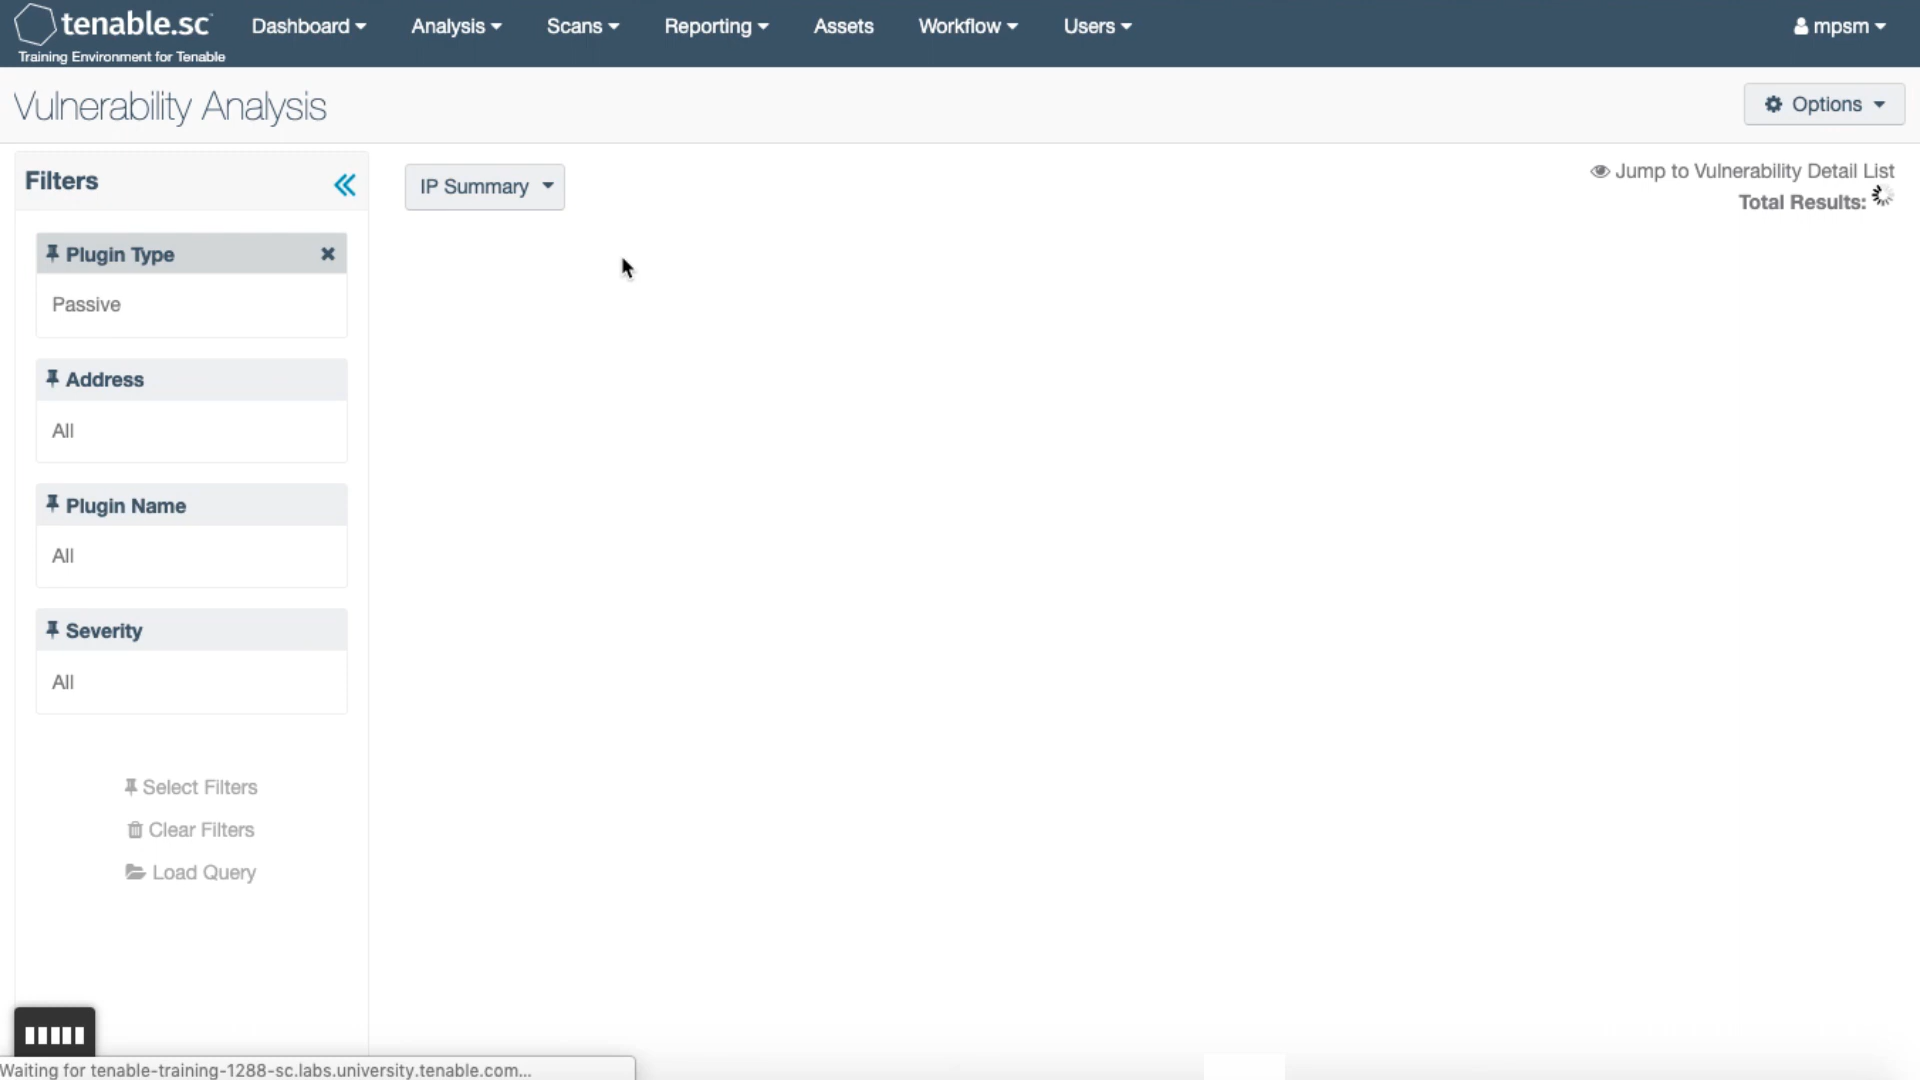 tenable.sc
Training Environment for Tenable
Dashboard
Analysis
Scans
Reporting
Assets
Workflow
Users
mpsm
Vulnerability Analysis
Options
Filters
IP Summary
Jump to Vulnerability Detail List
Total Results:
Plugin Type
Passive
Address
All
Plugin Name
All
Severity
All
Select Filters
Clear Filters
Load Query
Waiting for tenable-training-1288-sc.labs.university.tenable.com...